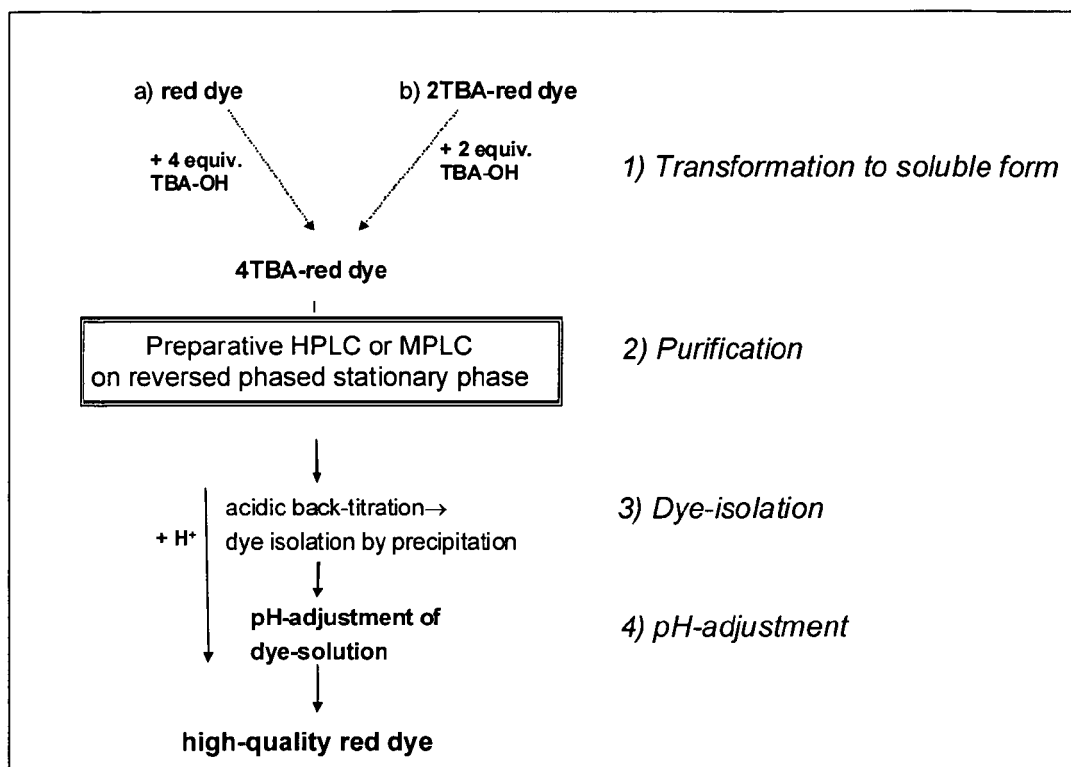 a) red dye
b) 2TBA-red dye
+ 4 equiv.
TBA-OH
+ 2 equiv.
TBA-OH
1) Transformation to soluble form
4TBA-red dye
Preparative HPLC or MPLC
on reversed phased stationary phase
2) Purification
+ H⁺
acidic back-titration→
dye isolation by precipitation
3) Dye-isolation
pH-adjustment of
dye-solution
4) pH-adjustment
high-quality red dye